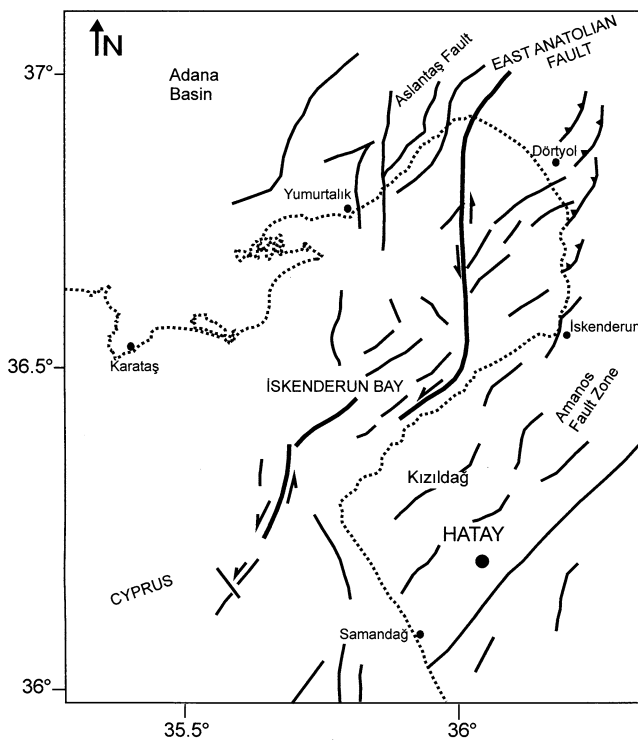 N
37°
Adana
Basin
Aslantaş Fault
EAST ANATOLIAN
FAULT
Dörtyol
Yumurtalık
İskenderun
36.5°
Karataş
İSKENDERUN BAY
Amanos
Fault Zone
Kızıldağ
HATAY
CYPRUS
Samandağ
36°
35.5°
36°